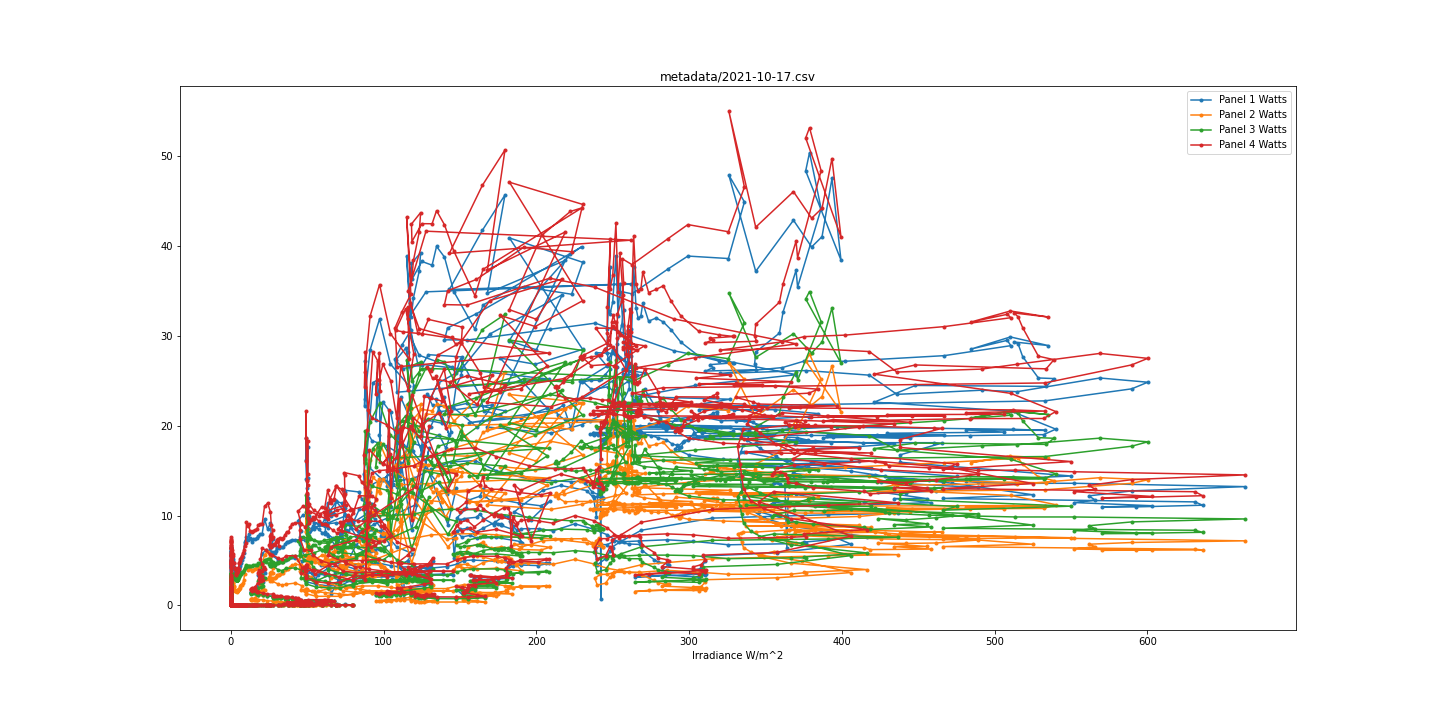 metadata/2021-10-17.csv
Panel 1 Watts
Panel 2 Watts
Panel 3 Watts
Panel 4 Watts
50
40
30
20
10
0
0 100 200 300 400 500 600
Irradiance W/m^2